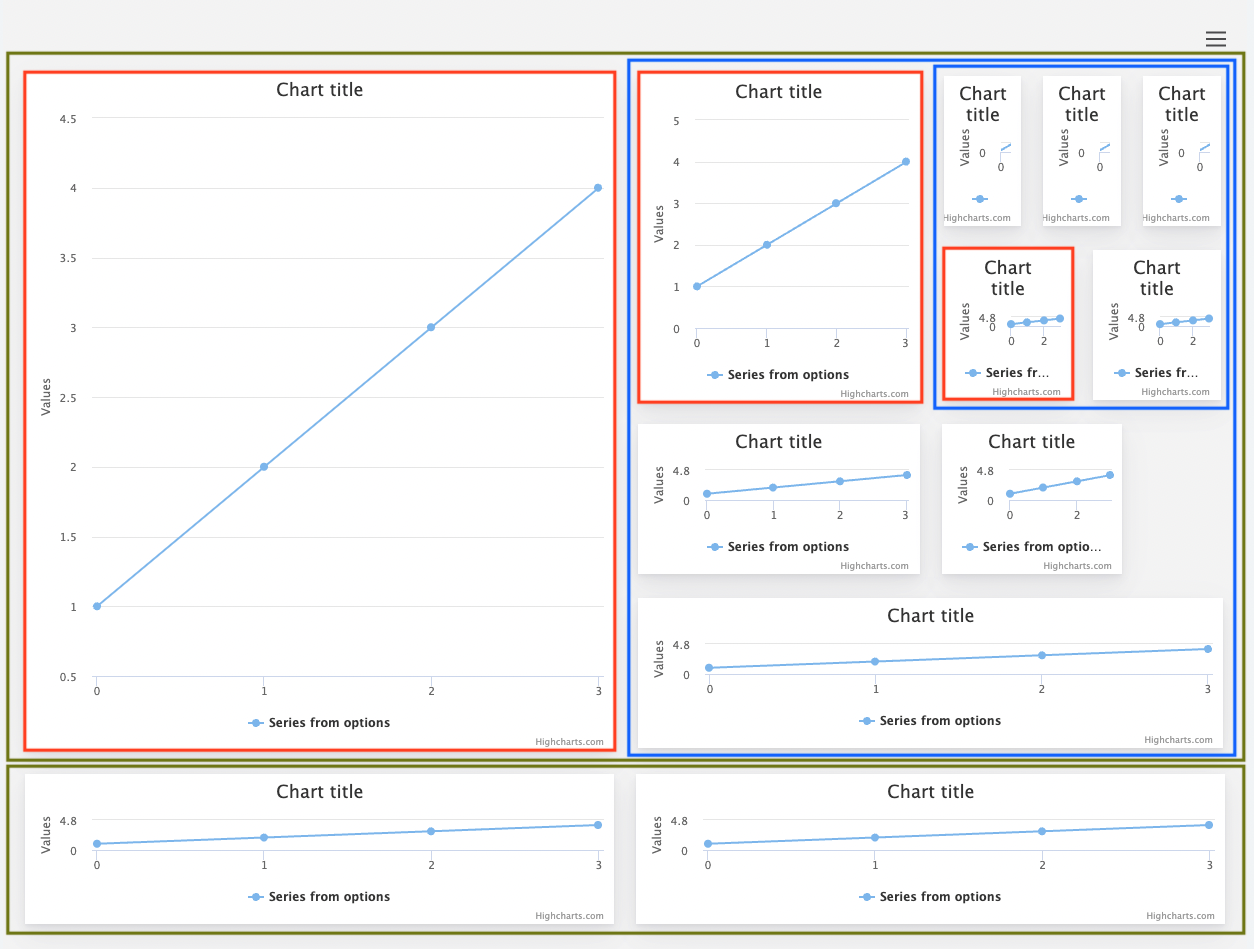 Chart title
4.5
4
3.5
3
2.5
2
1.5
1
0.5
Values
0 1 2 3
Series from options
Highcharts.com
Chart title
5
4
3
2
1
0
Values
0 1 2 3
Series from options
Highcharts.com
Chart
title
Values
0
0
Highcharts.com
Chart
title
Values
0
0
Highcharts.com
Chart
title
Values
0
0
Highcharts.com
Chart
title
Values
4.8
0
0 2
Series fr...
Highcharts.com
Chart
title
Values
4.8
0
0 2
Series fr...
Highcharts.com
Chart title
Values
4.8
0
0 1 2 3
Series from options
Highcharts.com
Chart title
Values
4.8
0
0 2
Series from optio...
Highcharts.com
Chart title
Values
4.8
0
0 1 2 3
Series from options
Highcharts.com
Chart title
Values
4.8
0
0 1 2 3
Series from options
Highcharts.com
Chart title
Values
4.8
0
0 1 2 3
Series from options
Highcharts.com